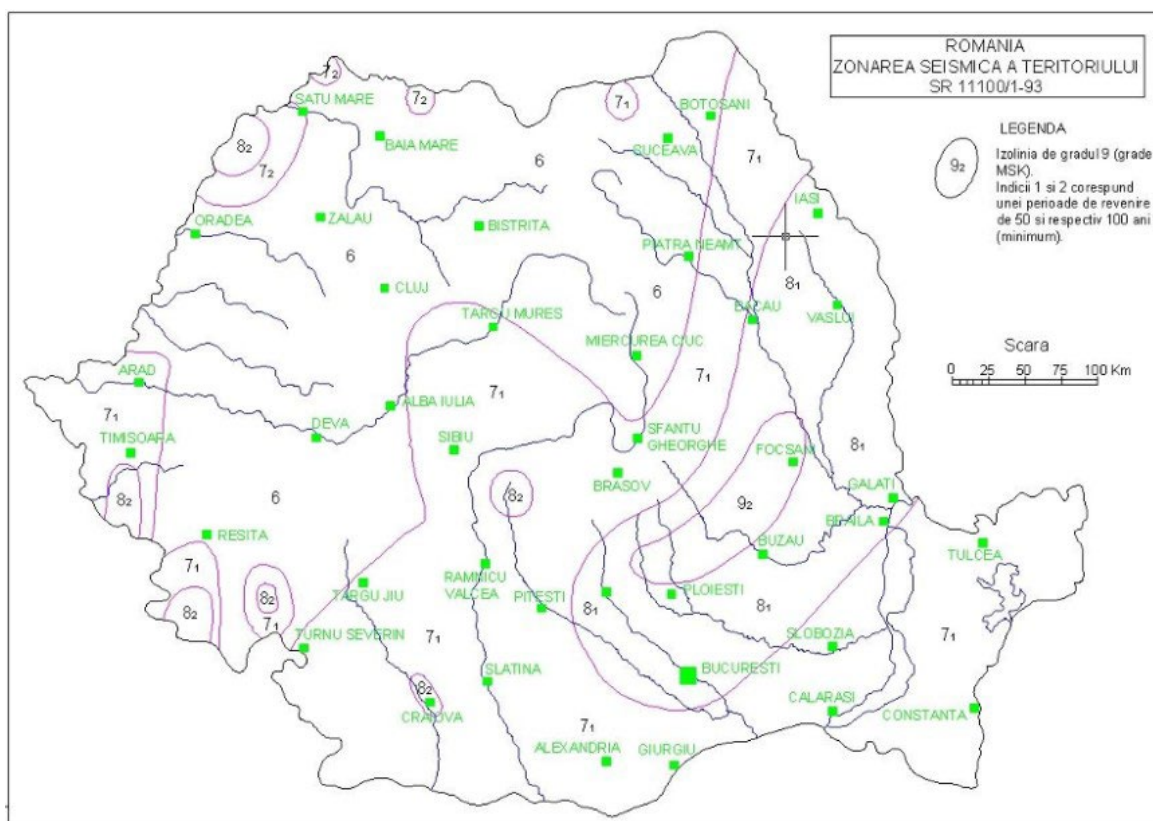 ROMANIA
ZONAREA SEISMICA A TERITORIULUI
SR 11100/1-93
LEGENDA
9₂
Izolinia de gradul 9 (grade
MSK).
Indicii 1 si 2 corespund
unei perioade de revenire
de 50 si respectiv 100 ani
(minimum).
Scara
0 25 50 75 100 Km
7₂
SATU MARE
7₂
7₁
BOTOSANI
8₂
BAIA MARE
SUCEAVA
7₁
6
7₂
IASI
ORADEA
ZALAU
BISTRITA
PIATRA NEAMT
6
8₁
CLUJ
6
BACAU
VASLUI
TARGU MURES
MIERCUREA CIUC
ARAD
7₁
7₁
7₁
ALBA IULIA
TIMISOARA
DEVA
SIBIU
SFANTU
GHEORGHE
FOCSANI
8₁
BRASOV
8₂
8₂
GALATI
6
9₂
BRAILA
RESITA
BUZAU
TULCEA
7₁
RAMNICU
VALCEA
TARGU JIU
PITESTI
8₁
PLOIESTI
8₁
8₂
8₂
7₁
7₁
7₁
TURNU SEVERIN
SLOBOZIA
SLATINA
BUCURESTI
8₂
CRAIOVA
CALARASI
CONSTANTA
7₁
ALEXANDRIA
GIURGIU